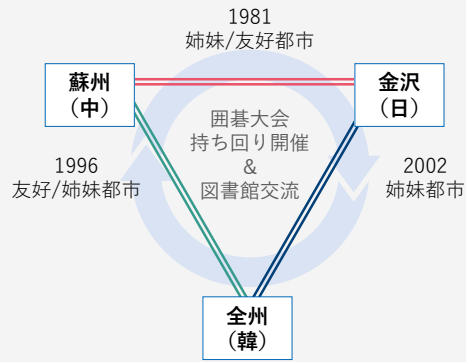 1981
姉妹/友好都市
蘇州
（中）
金沢
（日）
囲碁大会
持ち回り開催
&
図書館交流
1996
友好/姉妹都市
2002
姉妹都市
全州
（韓）